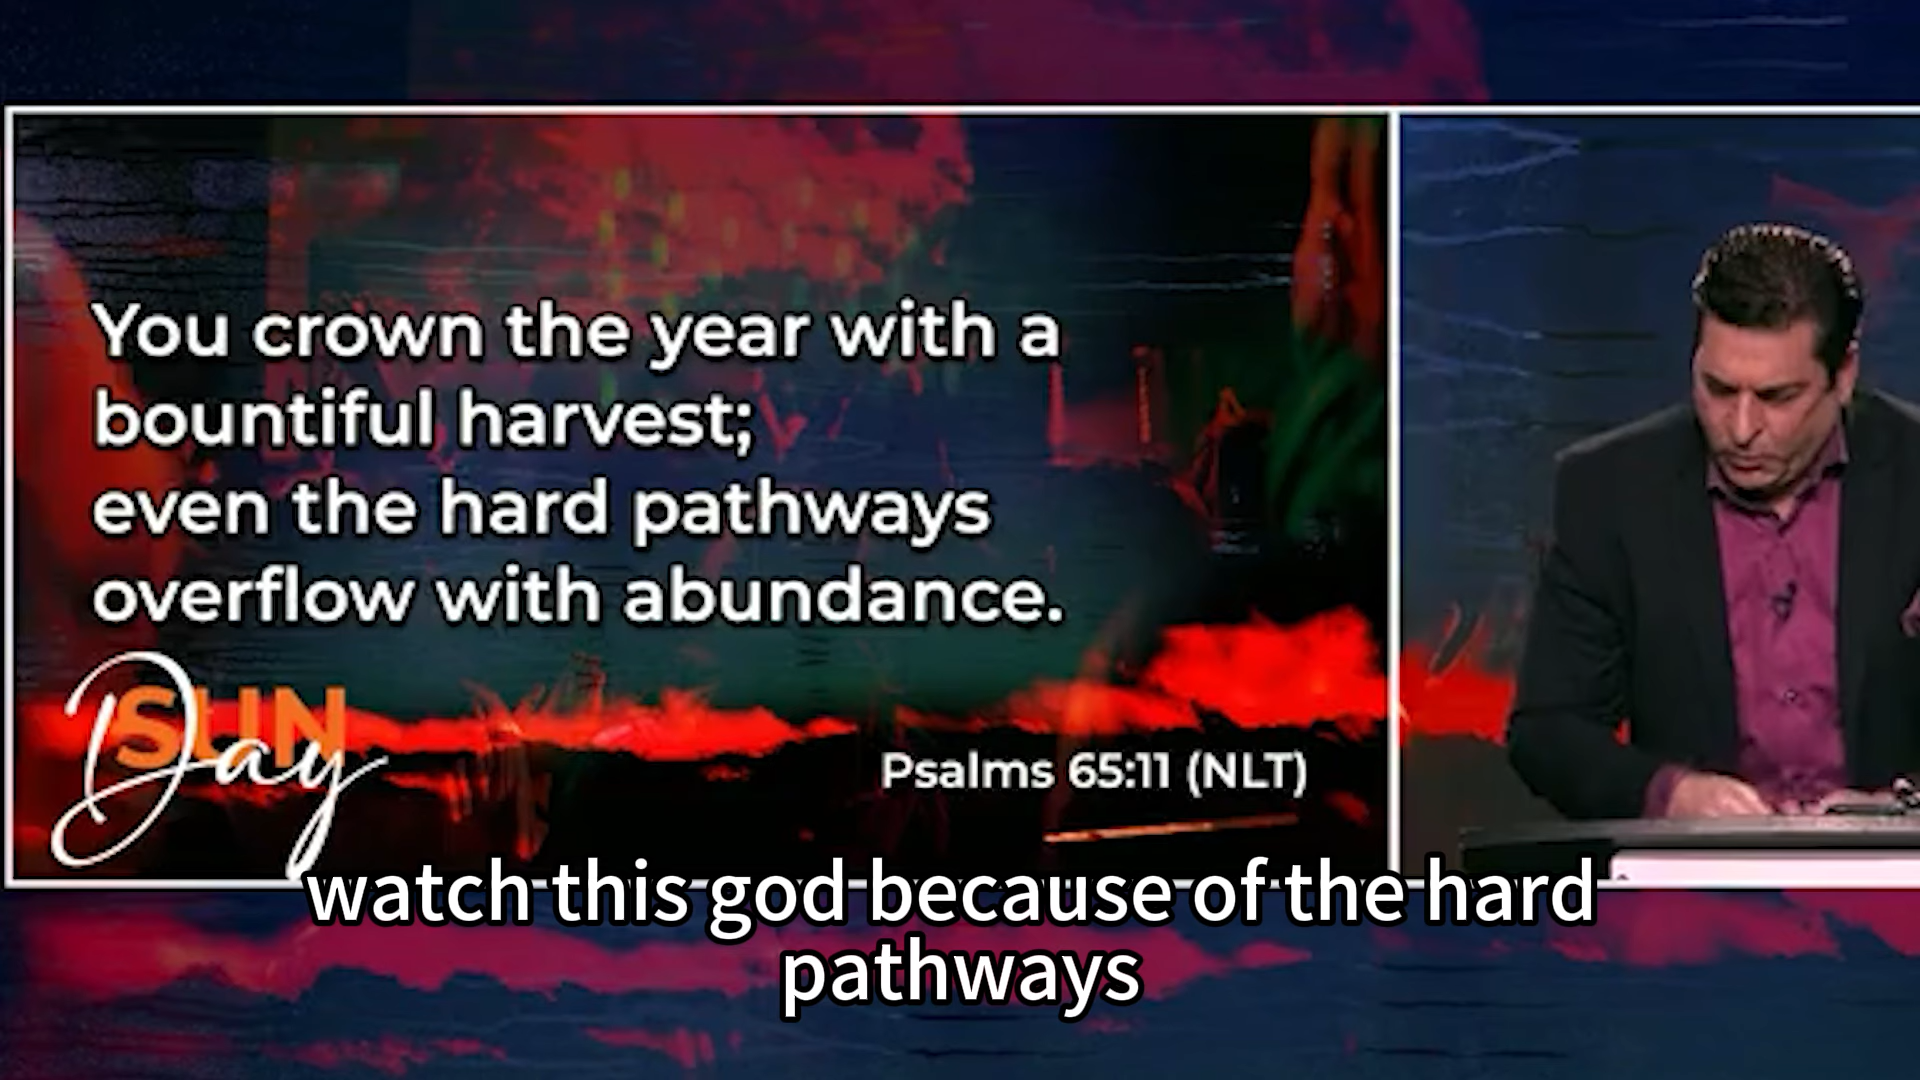 You crown the year with a
bountiful harvest;
even the hard pathways
overflow with abundance.
SUN
Day
Psalms 65:11 (NLT)
watch this god because of the hard
pathways